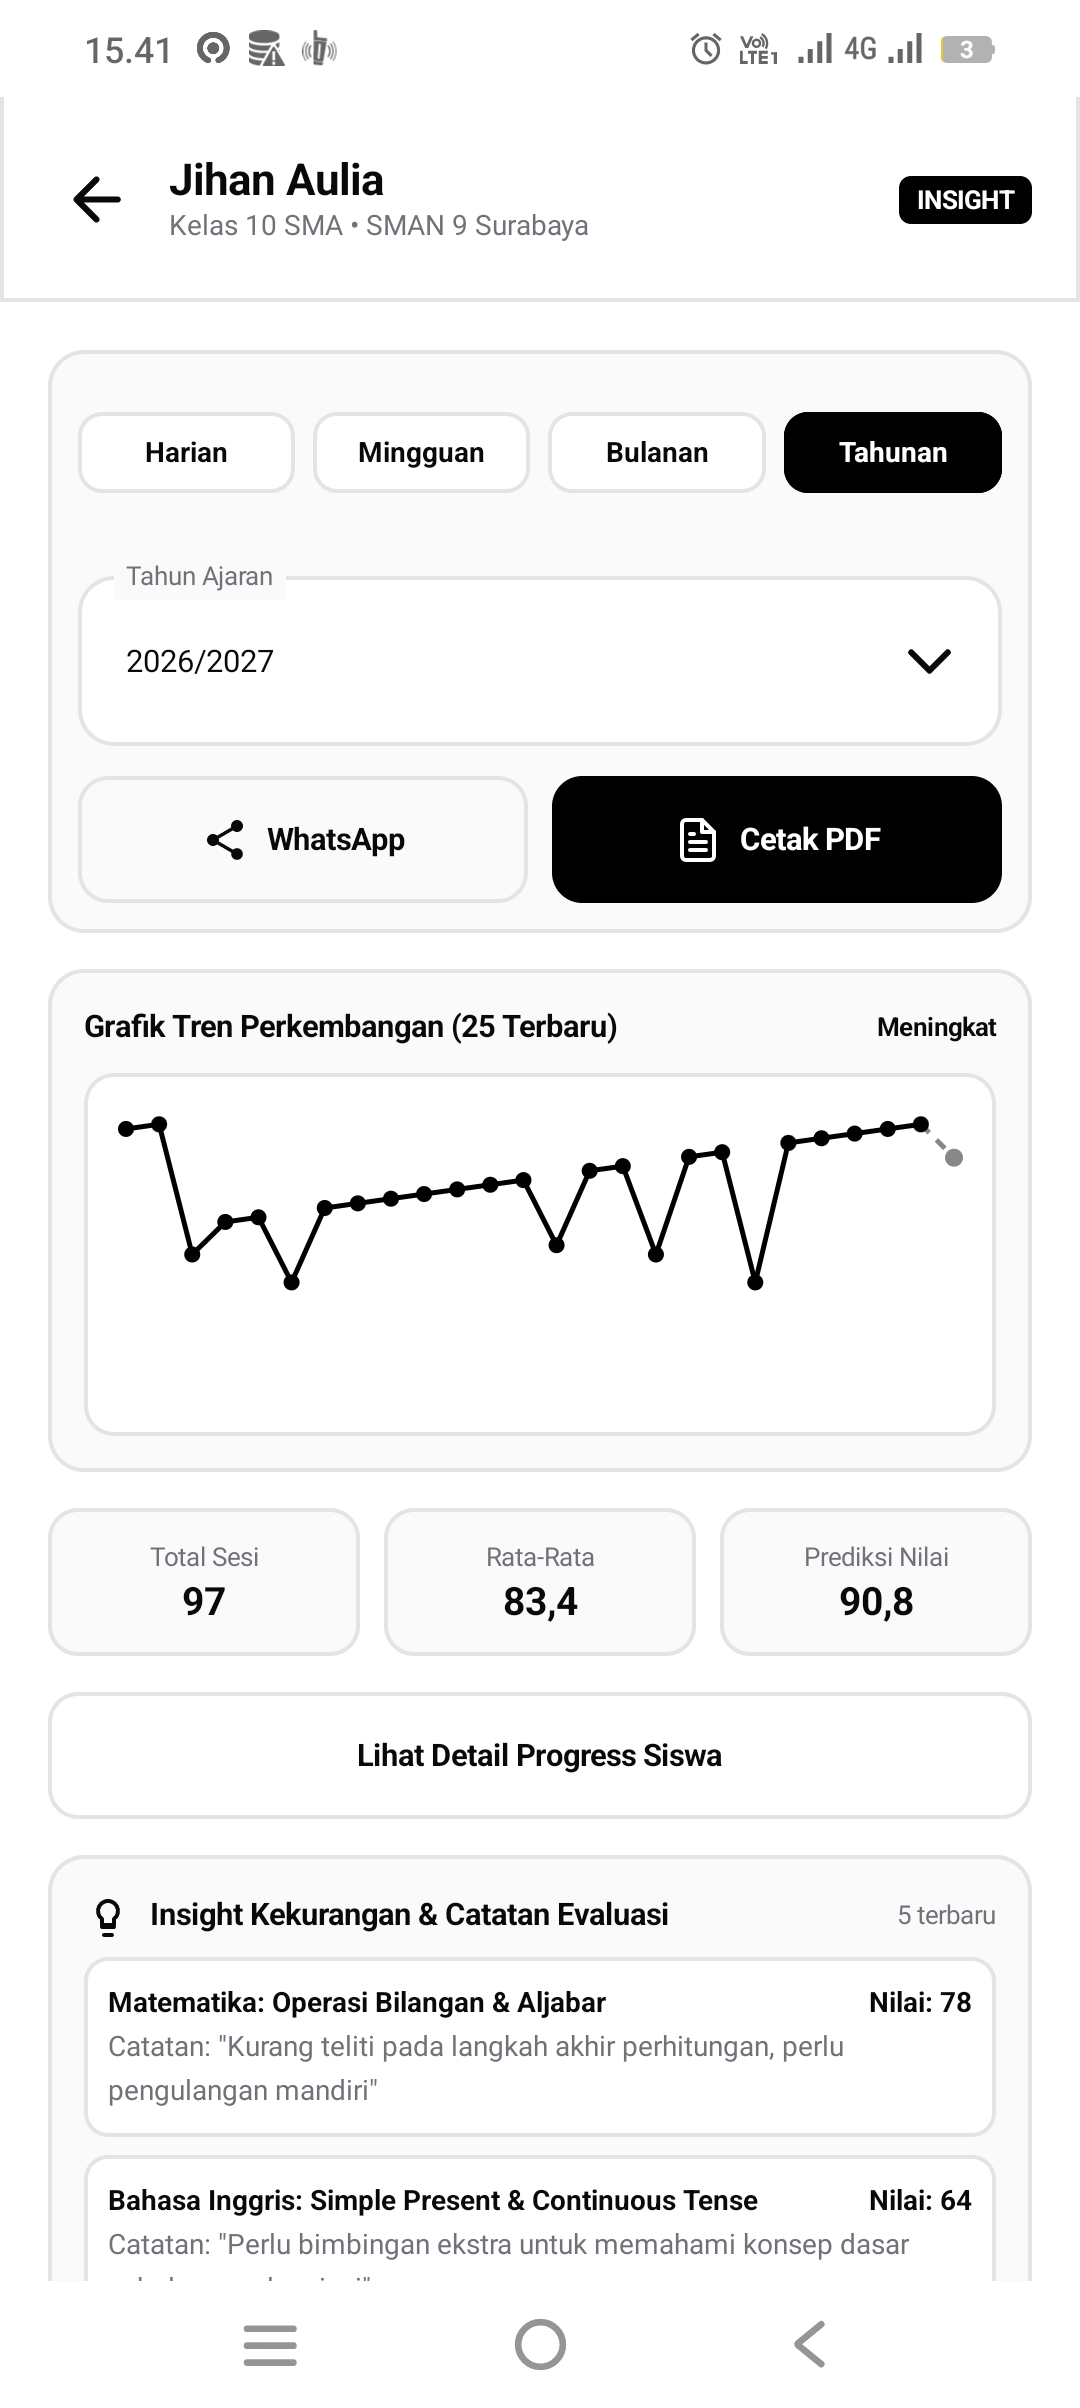 15.41
VoLTE1 4G 3
Jihan Aulia
Kelas 10 SMA • SMAN 9 Surabaya
INSIGHT
Harian Mingguan Bulanan Tahunan
Tahun Ajaran
2026/2027
WhatsApp Cetak PDF
Grafik Tren Perkembangan (25 Terbaru) Meningkat
Total Sesi Rata-Rata Prediksi Nilai
97 83,4 90,8
Lihat Detail Progress Siswa
Insight Kekurangan & Catatan Evaluasi 5 terbaru
Matematika: Operasi Bilangan & Aljabar Nilai: 78
Catatan: "Kurang teliti pada langkah akhir perhitungan, perlu
pengulangan mandiri"
Bahasa Inggris: Simple Present & Continuous Tense Nilai: 64
Catatan: "Perlu bimbingan ekstra untuk memahami konsep dasar